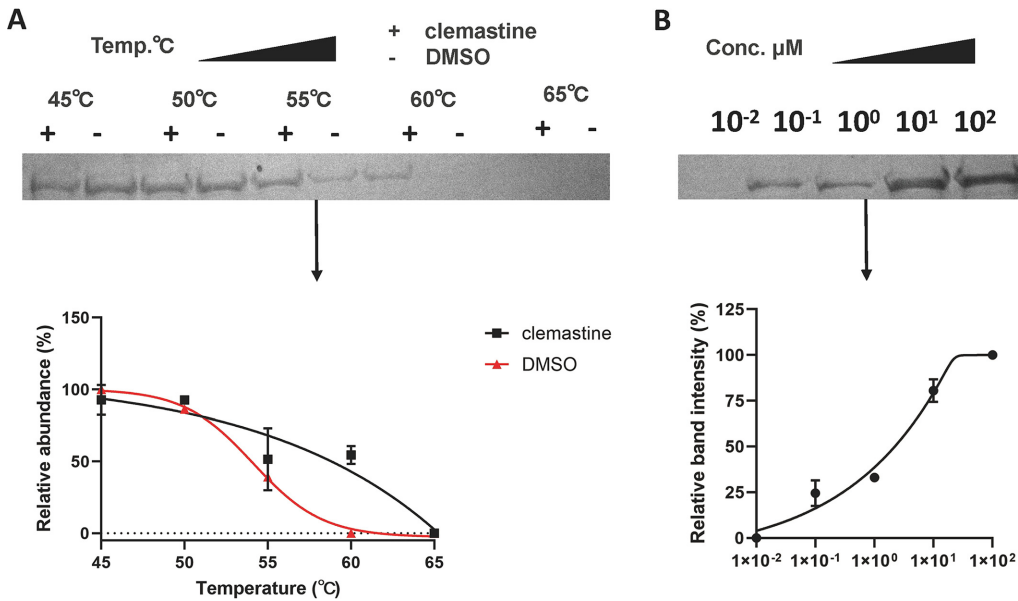 A
Temp.℃
+ clemastine
- DMSO
45℃ 50℃ 55℃ 60℃ 65℃
+ - + - + - + - + -
150
100
50
0
45 50 55 60 65
Relative abundance (%)
Temperature (℃)
clemastine
DMSO
B
Conc. µM
10⁻² 10⁻¹ 10⁰ 10¹ 10²
125
100
75
50
25
0
1×10⁻² 1×10⁻¹ 1×10⁰ 1×10¹ 1×10²
Relative band intensity (%)